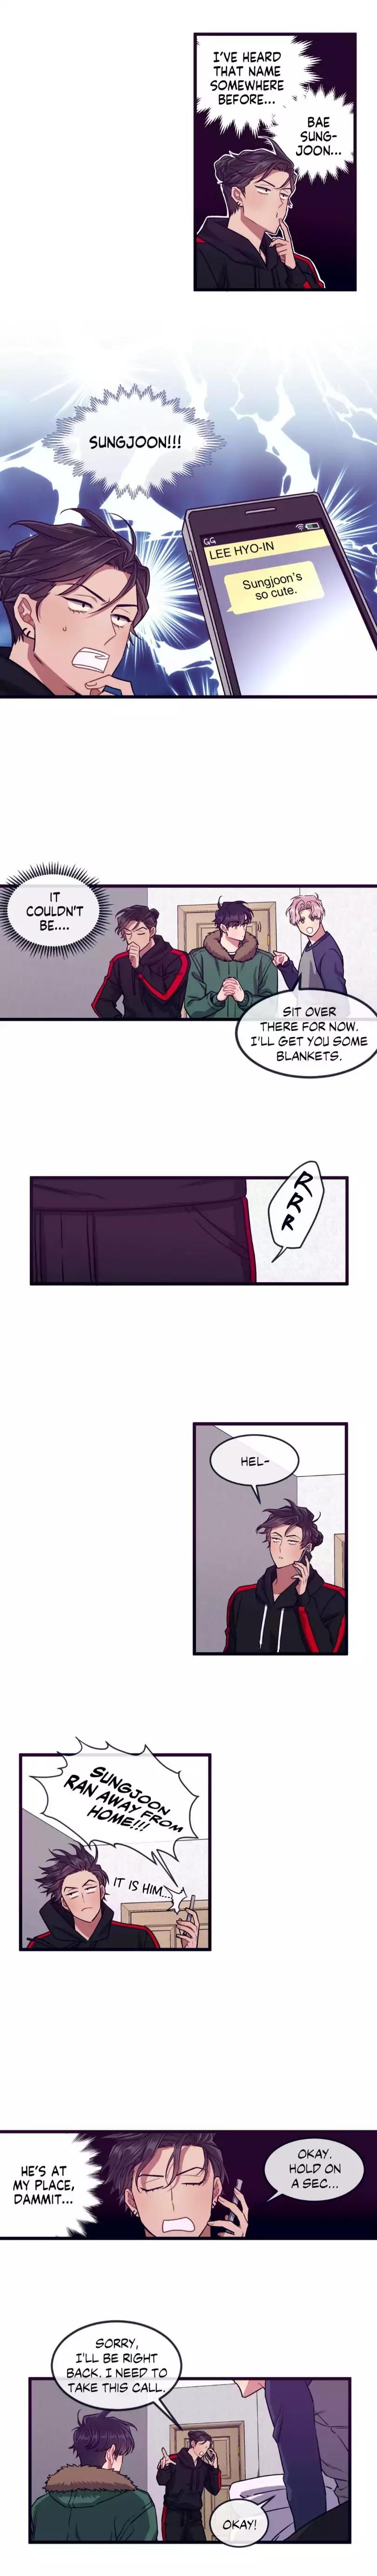 I'VE HEARD
THAT NAME
SOMEWHERE
BEFORE...
BAE
SUNG-
JOON...
SUNGJOON!!!
GG
LEE HYO-IN
Sungjoon's
so cute.
IT
COULDN'T
BE....
SIT OVER
THERE FOR NOW.
I'LL GET YOU SOME
BLANKETS.
RRR
HEL-
SUNGJOON
RAN AWAY FROM
HOME!!!
IT IS HIM...
OKAY.
HOLD ON
A SEC...
HE'S AT
MY PLACE,
DAMMIT...
SORRY,
I'LL BE RIGHT
BACK. I NEED TO
TAKE THIS CALL.
OKAY!